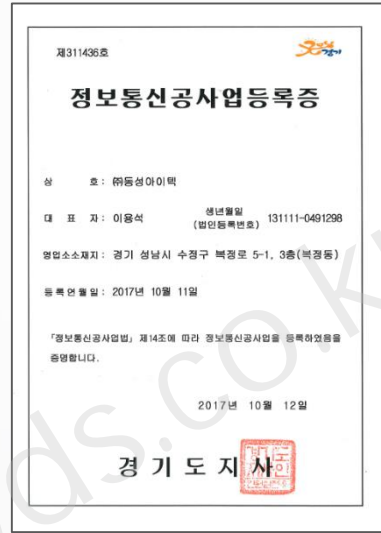 제311436호
정보통신공사업등록증
상 호: ㈜동성아이텍
대 표 자: 이용석 생년월일 (법인등록번호) 131111-0491298
영업소소재지: 경기 성남시 수정구 복정로 5-1, 3층(복정동)
등록연월일: 2017년 10월 11일
「정보통신공사업법」 제14조에 따라 정보통신공사업을 등록하였음을
증명합니다.
2017년 10월 12일
경 기 도 지 사
ds.co.kr